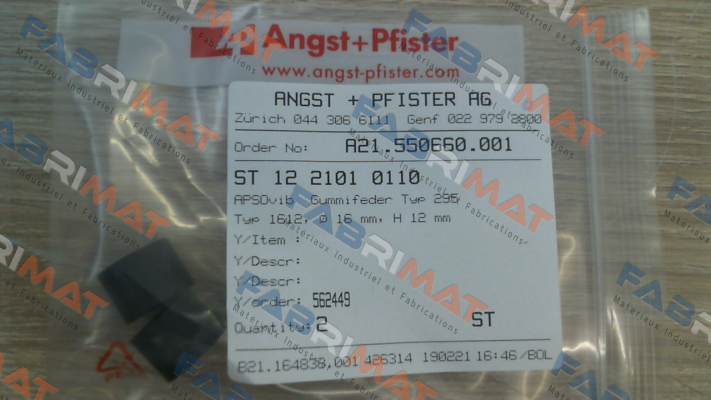 Angst+Pfister
www.angst-pfister.com
ANGST + PFISTER AG
Zürich 044 306 6111 Genf 022 979 2800
Order No: A21.550660.001
ST 12 2101 0110
APSOvib Gummifeder Typ 295
Typ 1612, Ø 16 mm, H 12 mm
Y/Item :
Y/Descr:
Y/Descr:
Y/order: 562449
Quantity: 2 ST
B21.164838,001 426314 190221 16:46/BOL
FABRIMAT
Matériaux Industriel et Fabrications